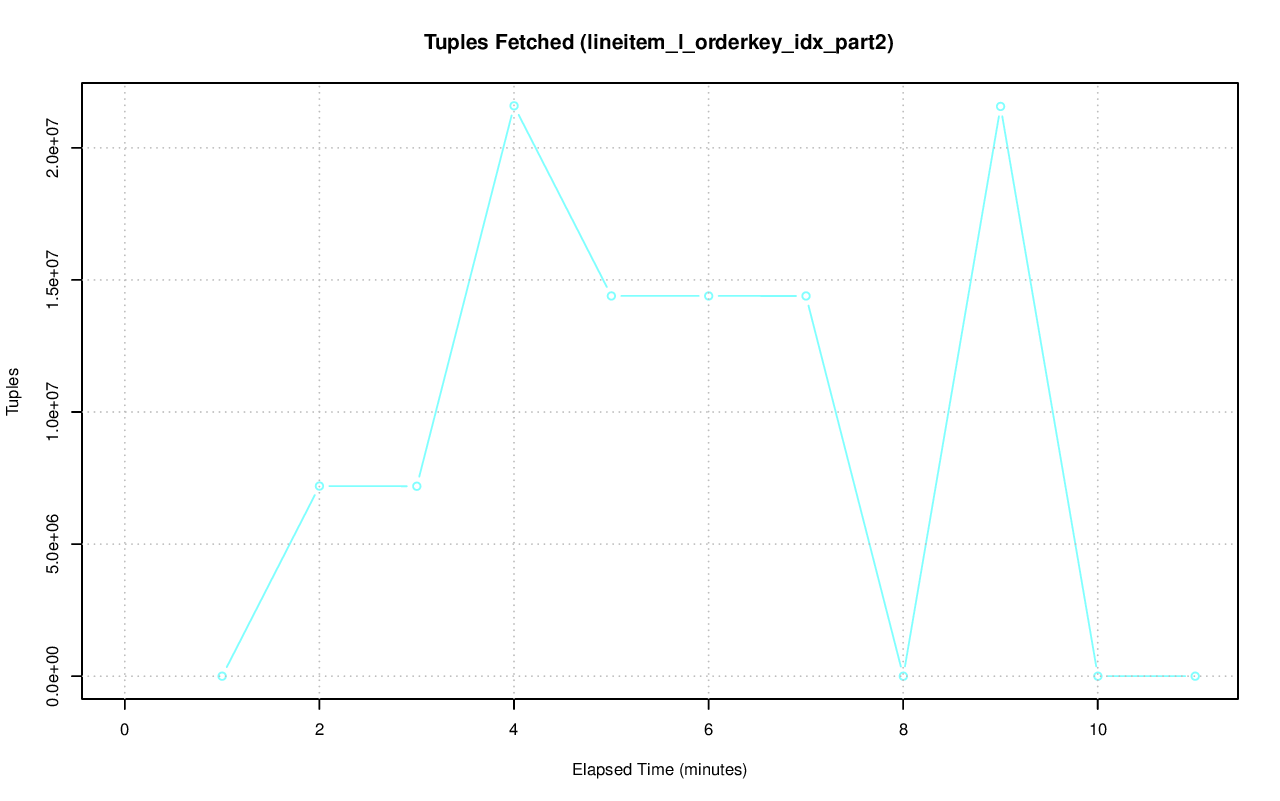 Tuples Fetched (lineitem_l_orderkey_idx_part2)
2.0e+07
1.5e+07
1.0e+07
5.0e+06
0.0e+00
Tuples
0 2 4 6 8 10
Elapsed Time (minutes)